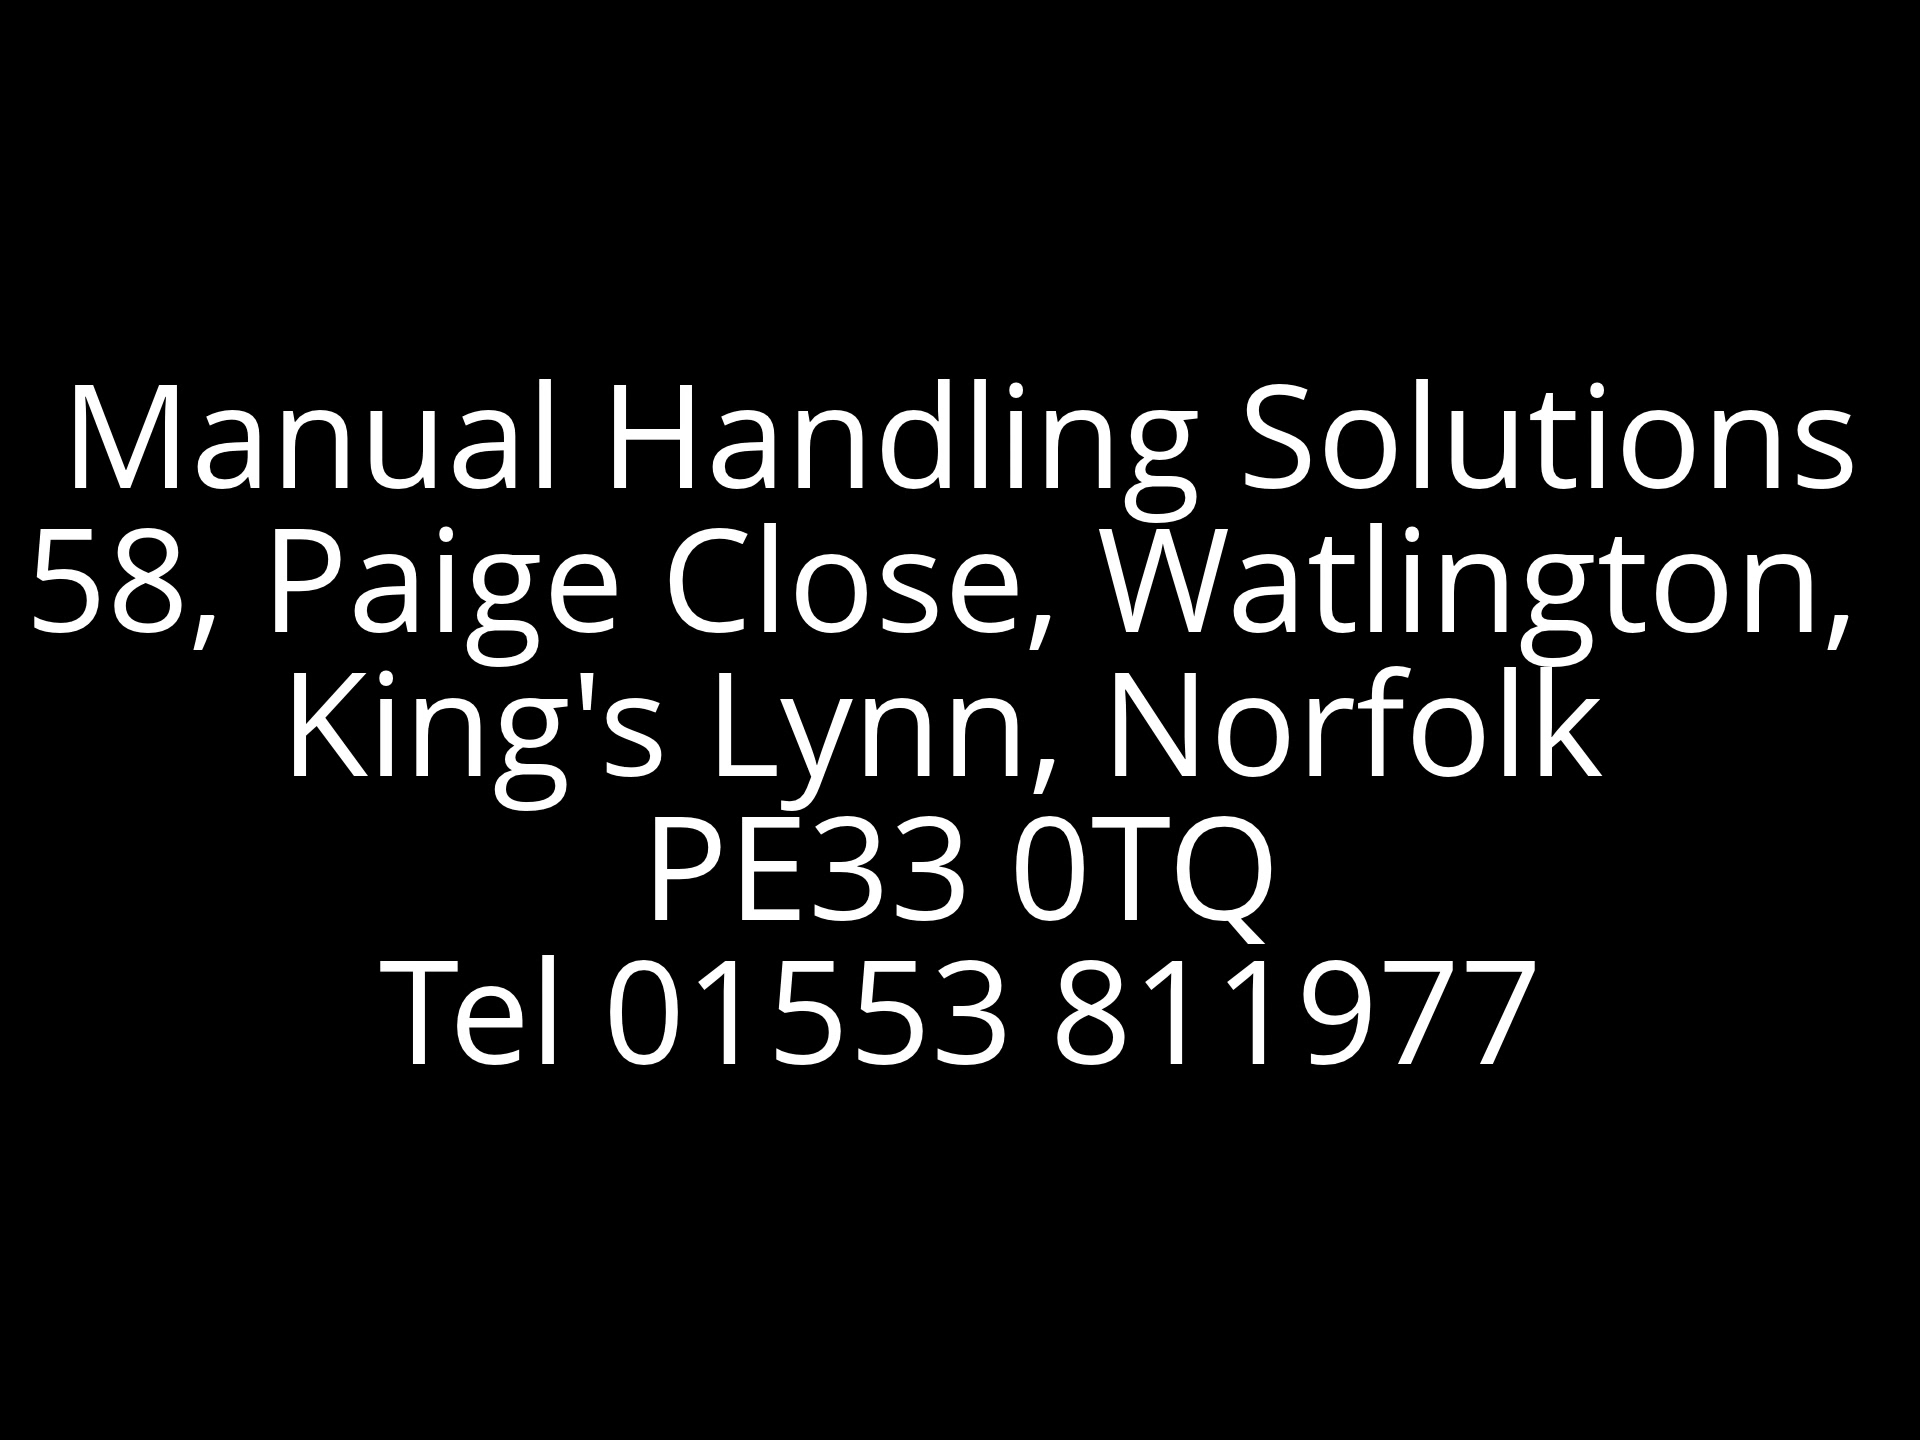 Manual Handling Solutions
58, Paige Close, Watlington,
King's Lynn, Norfolk
PE33 0TQ
Tel 01553 811977